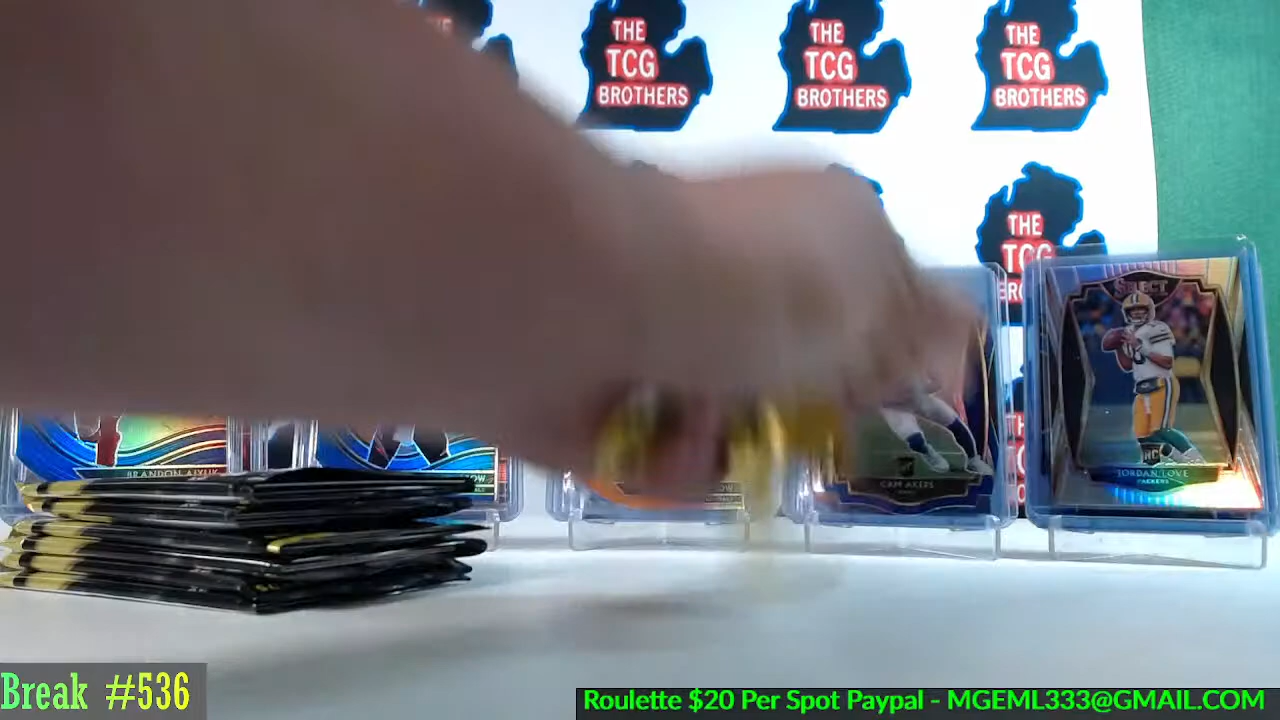 THE
TCG
BROTHERS
THE
TCG
BROTHERS
THE
TCG
BROTHERS
THE
TCG
SELECT
BRANDON AIYUK
CAM AKERS
RC
JORDAN LOVE
PACKERS
Break #536
Roulette $20 Per Spot Paypal - MGEML333@GMAIL.COM